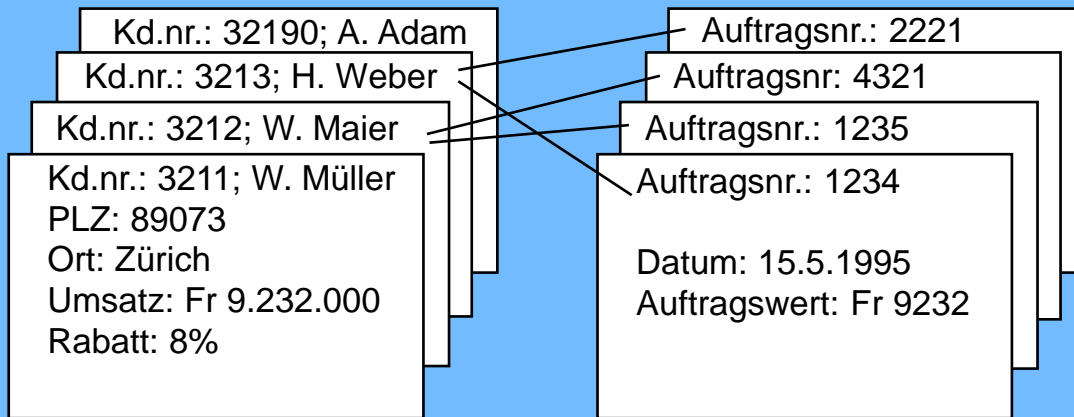 Kd.nr.: 32190; A. Adam
Kd.nr.: 3213; H. Weber
Kd.nr.: 3212; W. Maier
Kd.nr.: 3211; W. Müller
PLZ: 89073
Ort: Zürich
Umsatz: Fr 9.232.000
Rabatt: 8%
Auftragsnr.: 2221
Auftragsnr: 4321
Auftragsnr.: 1235
Auftragsnr.: 1234
Datum: 15.5.1995
Auftragswert: Fr 9232